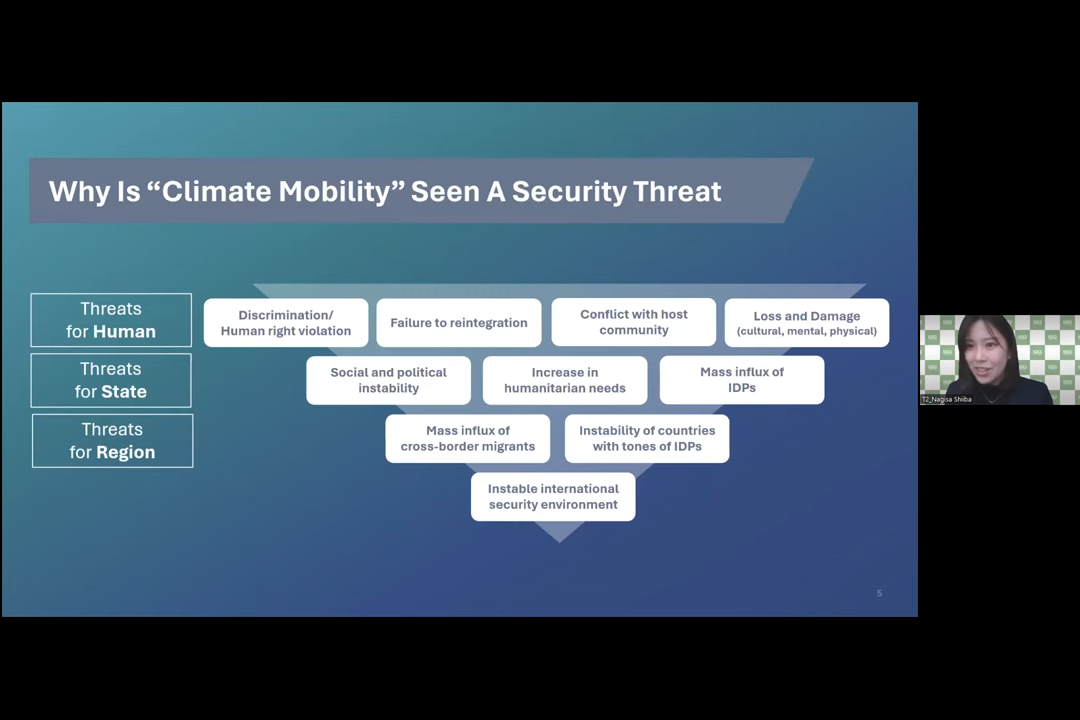 Why Is “Climate Mobility” Seen A Security Threat
Threats
for Human
Discrimination/
Human right violation
Failure to reintegration
Conflict with host
community
Loss and Damage
(cultural, mental, physical)
Threats
for State
Social and political
instability
Increase in
humanitarian needs
Mass influx of
IDPs
Threats
for Region
Mass influx of
cross-border migrants
Instability of countries
with tones of IDPs
Instable international
security environment
5
T2_Nagisa Shiiba